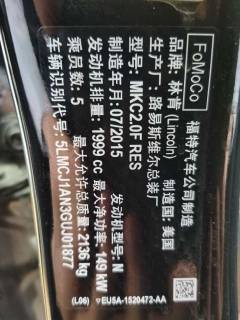 FoMoCo
福特汽车公司制造
品牌：林肯 (Lincoln) 制造国：美国
生产厂：路易斯维尔总装厂
型号：MKC2.0F RES
制造年月：07/2015 发动机型号：N
发动机排量：1999 cc 最大净功率：149 kW
乘员数：5 最大允许总质量：2136 kg
车辆识别代号：5LMCJ1AN3GUJ01877
(L06) EU5A-1520472-AA